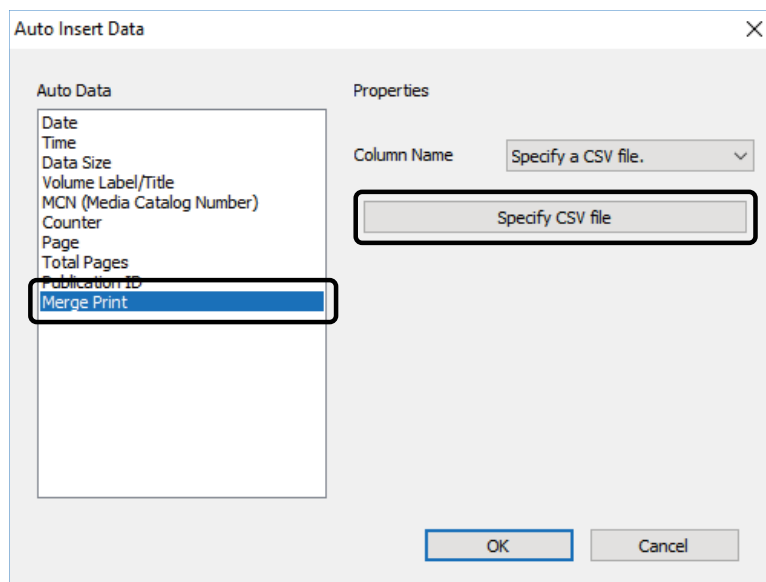 Auto Insert Data
Auto Data
Date
Time
Data Size
Volume Label/Title
MCN (Media Catalog Number)
Counter
Page
Total Pages
Publication ID
Merge Print
Properties
Column Name Specify a CSV file.
Specify CSV file
OK Cancel